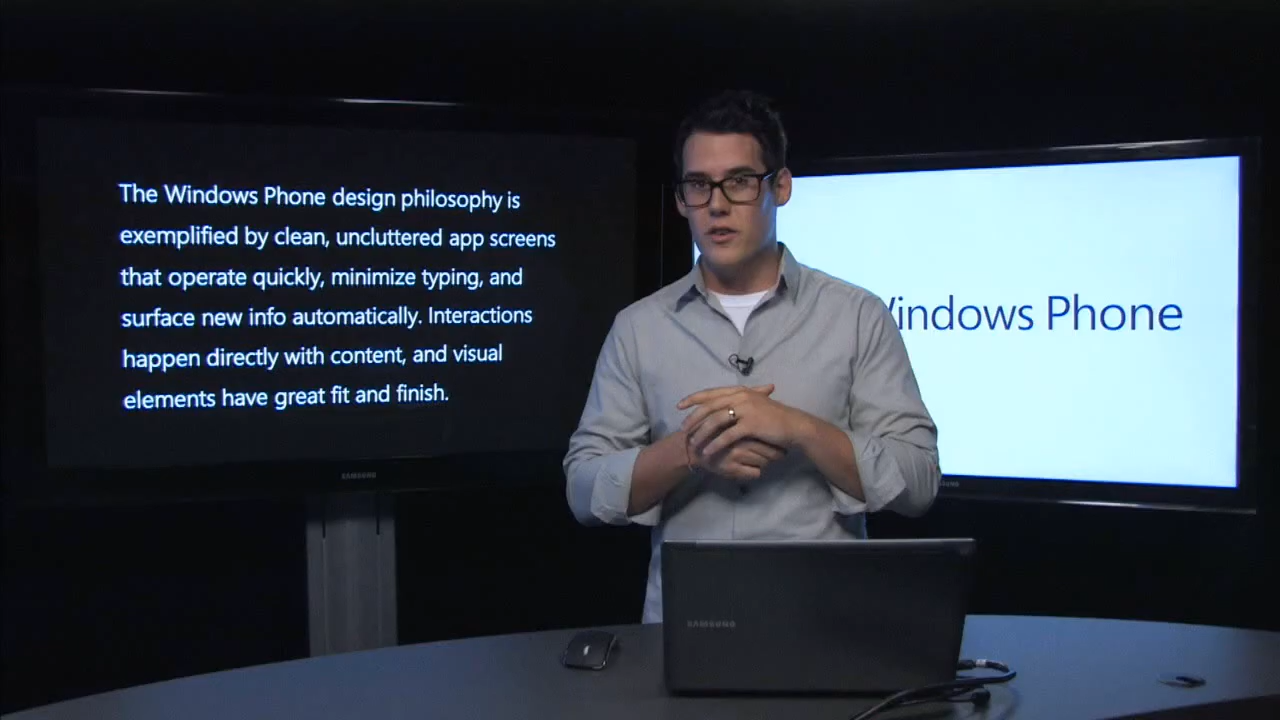 The Windows Phone design philosophy is
exemplified by clean, uncluttered app screens
that operate quickly, minimize typing, and
surface new info automatically. Interactions
happen directly with content, and visual
elements have great fit and finish.
SAMSUNG
Windows Phone
SAMSUNG
SAMSUNG